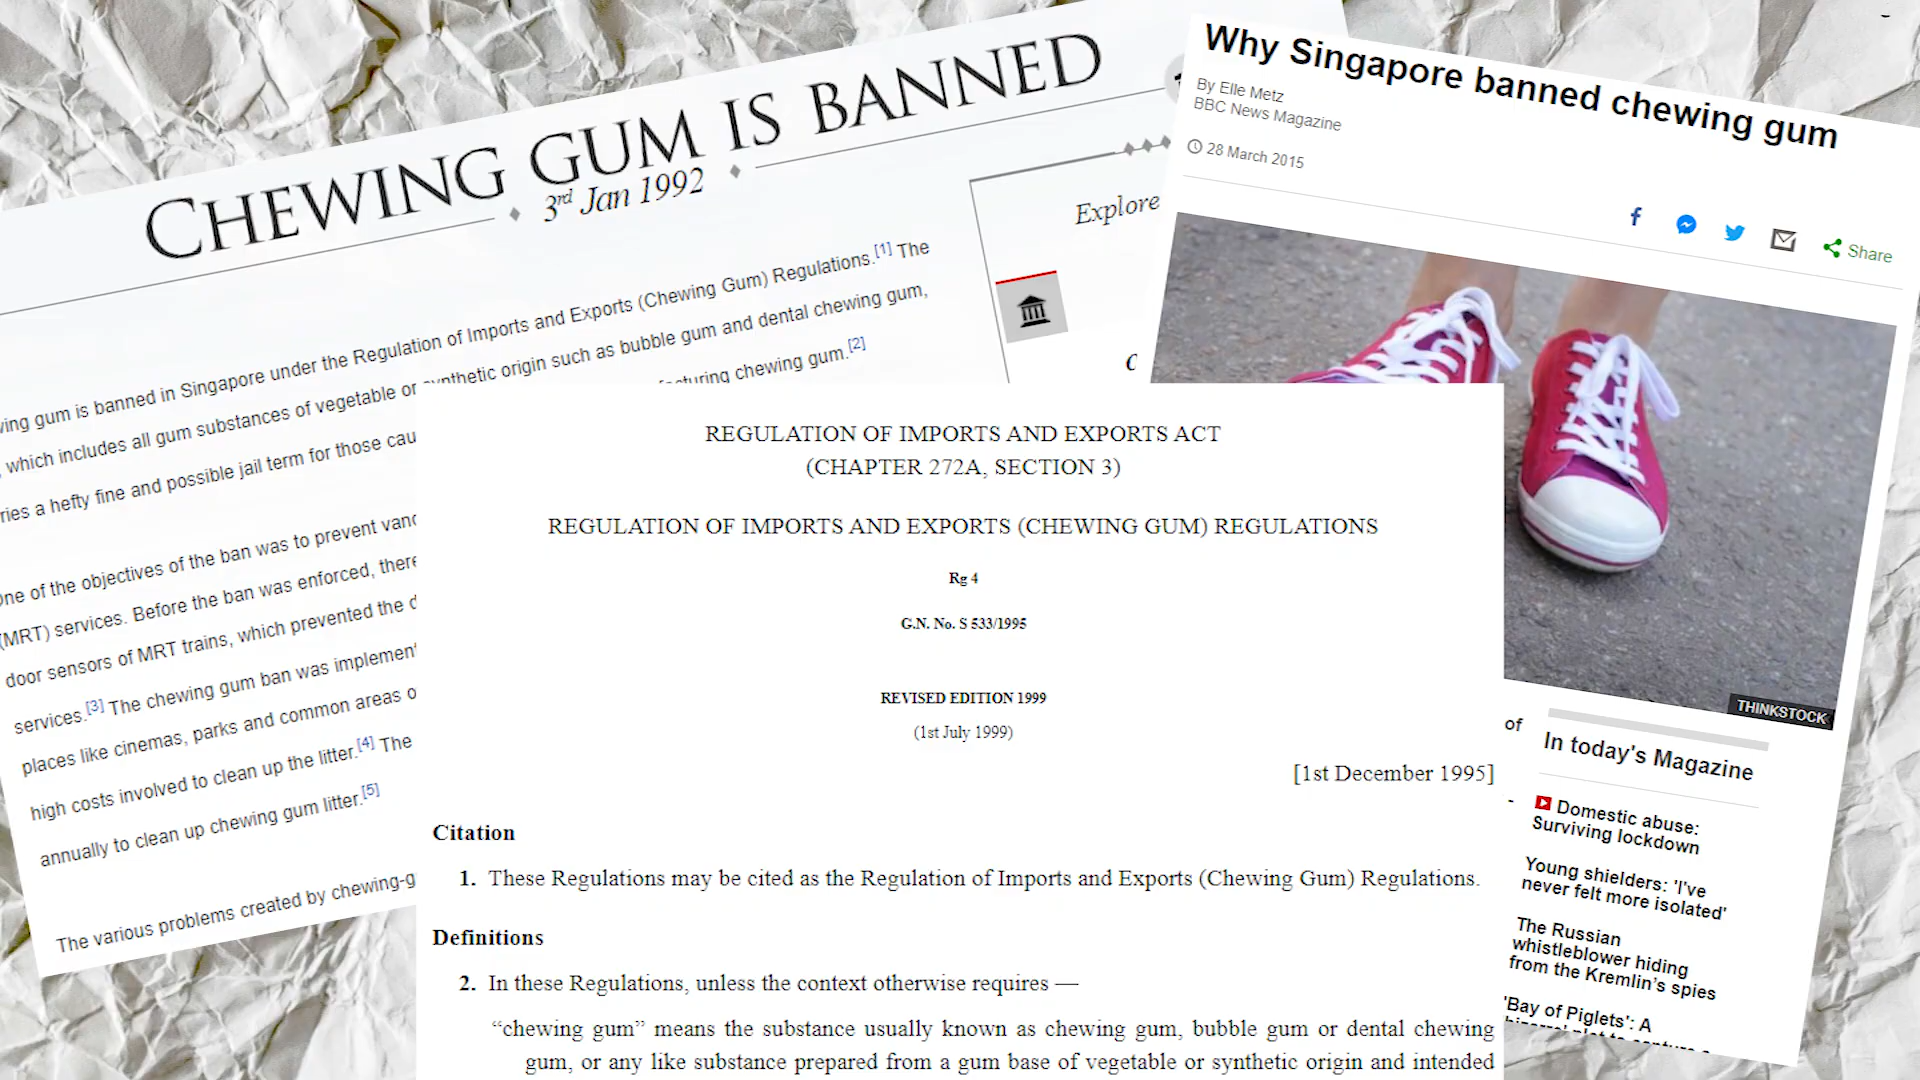 CHEWING GUM IS BANNED
3rd Jan 1992
ving gum is banned in Singapore under the Regulation of Imports and Exports (Chewing Gum) Regulations.[1] The
, which includes all gum substances of vegetable or synthetic origin such as bubble gum and dental chewing gum,
ries a hefty fine and possible jail term for those cau
facturing chewing gum.[2]
One of the objectives of the ban was to prevent vand
(MRT) services. Before the ban was enforced, there
door sensors of MRT trains, which prevented the d
services.[3] The chewing gum ban was implement
places like cinemas, parks and common areas o
high costs involved to clean up the litter.[4] The
annually to clean up chewing gum litter.[5]
The various problems created by chewing-g
Explore
C
Why Singapore banned chewing gum
By Elle Metz
BBC News Magazine
28 March 2015
Share
THINKSTOCK
of
-
In today's Magazine
Domestic abuse:
Surviving lockdown
Young shielders: 'I've
never felt more isolated'
The Russian
whistleblower hiding
from the Kremlin's spies
'Bay of Piglets': A
bizarre' plot to capture a
REGULATION OF IMPORTS AND EXPORTS ACT
(CHAPTER 272A, SECTION 3)
REGULATION OF IMPORTS AND EXPORTS (CHEWING GUM) REGULATIONS
Rg 4
G.N. No. S 533/1995
REVISED EDITION 1999
(1st July 1999)
[1st December 1995]
Citation
1. These Regulations may be cited as the Regulation of Imports and Exports (Chewing Gum) Regulations.
Definitions
2. In these Regulations, unless the context otherwise requires —
“chewing gum” means the substance usually known as chewing gum, bubble gum or dental chewing
gum, or any like substance prepared from a gum base of vegetable or synthetic origin and intended